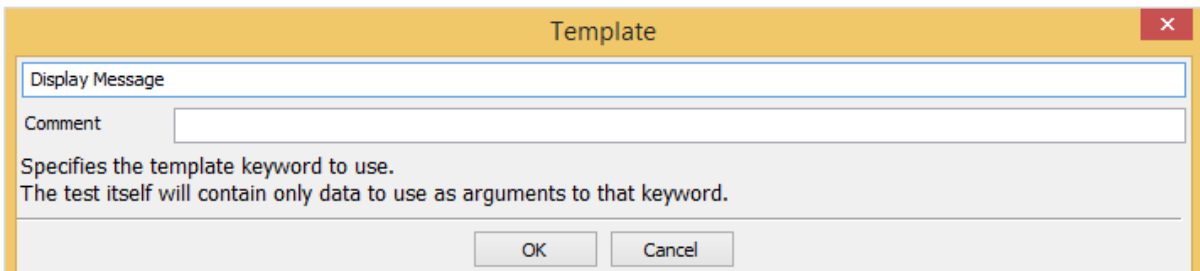 Template
Display Message
Comment
Specifies the template keyword to use.
The test itself will contain only data to use as arguments to that keyword.
OK Cancel